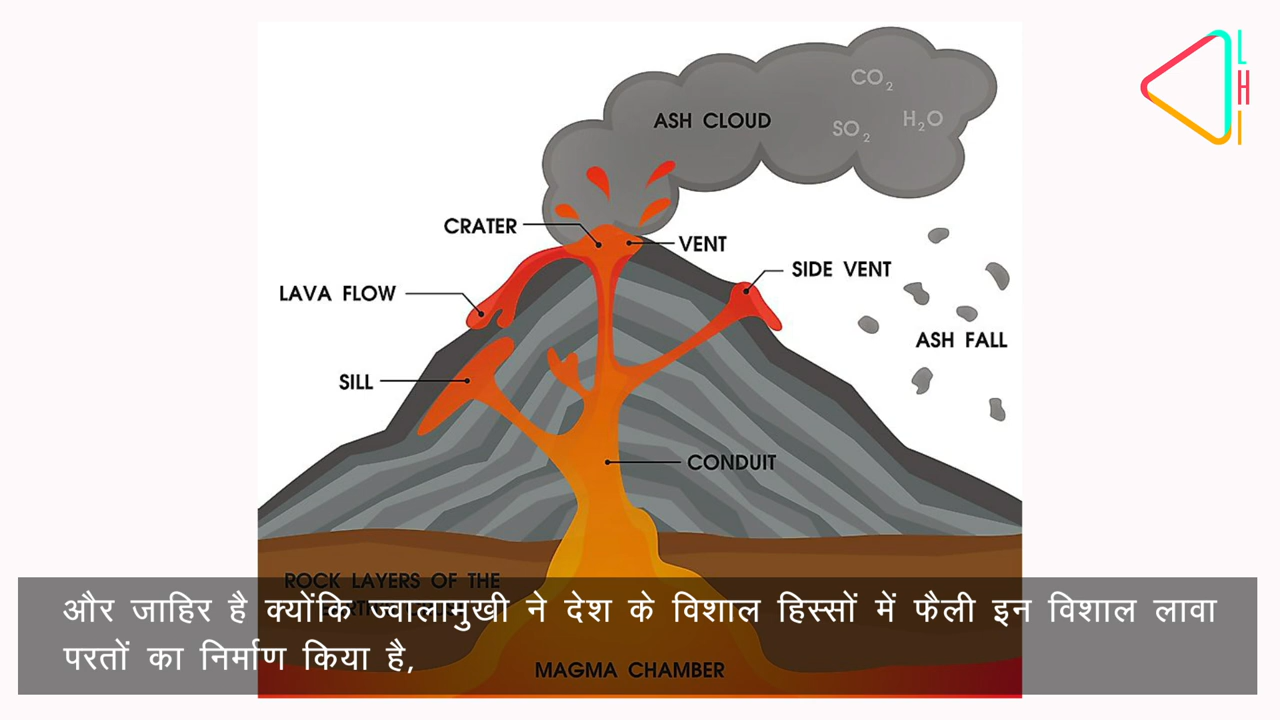 CO2
ASH CLOUD
SO2
H2O
CRATER
VENT
SIDE VENT
LAVA FLOW
ASH FALL
SILL
CONDUIT
ROCK LAYERS OF THE
MAGMA CHAMBER
और जाहिर है क्योंकि ज्वालामुखी ने देश के विशाल हिस्सों में फैली इन विशाल लावा
परतों का निर्माण किया है,
L
H
I